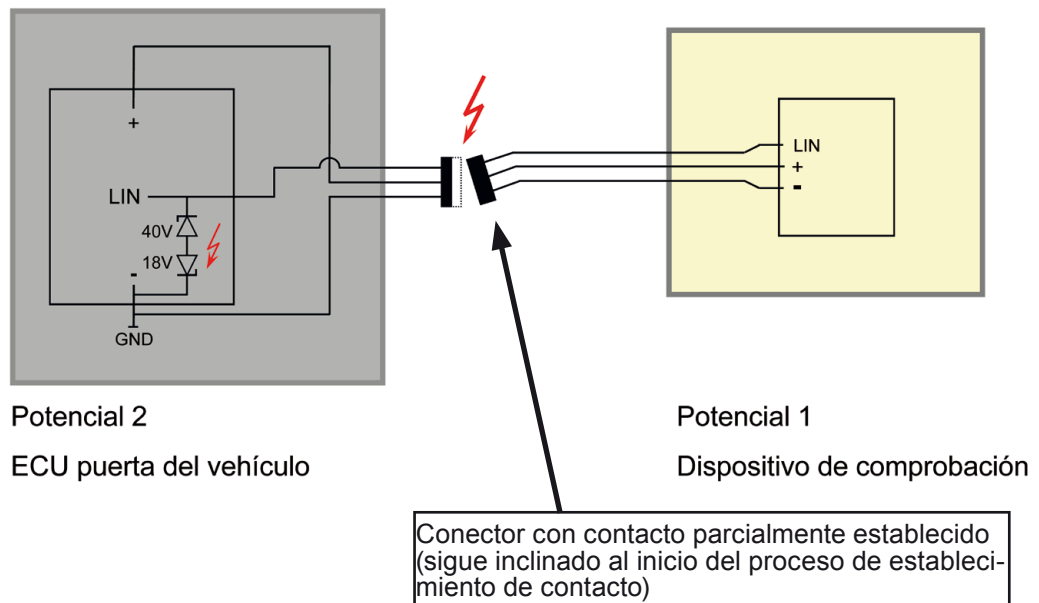 +
LIN
40V
18V
-
GND
LIN
+
-
Potencial 2
ECU puerta del vehículo
Potencial 1
Dispositivo de comprobación
Conector con contacto parcialmente establecido
(sigue inclinado al inicio del proceso de estableci-
miento de contacto)